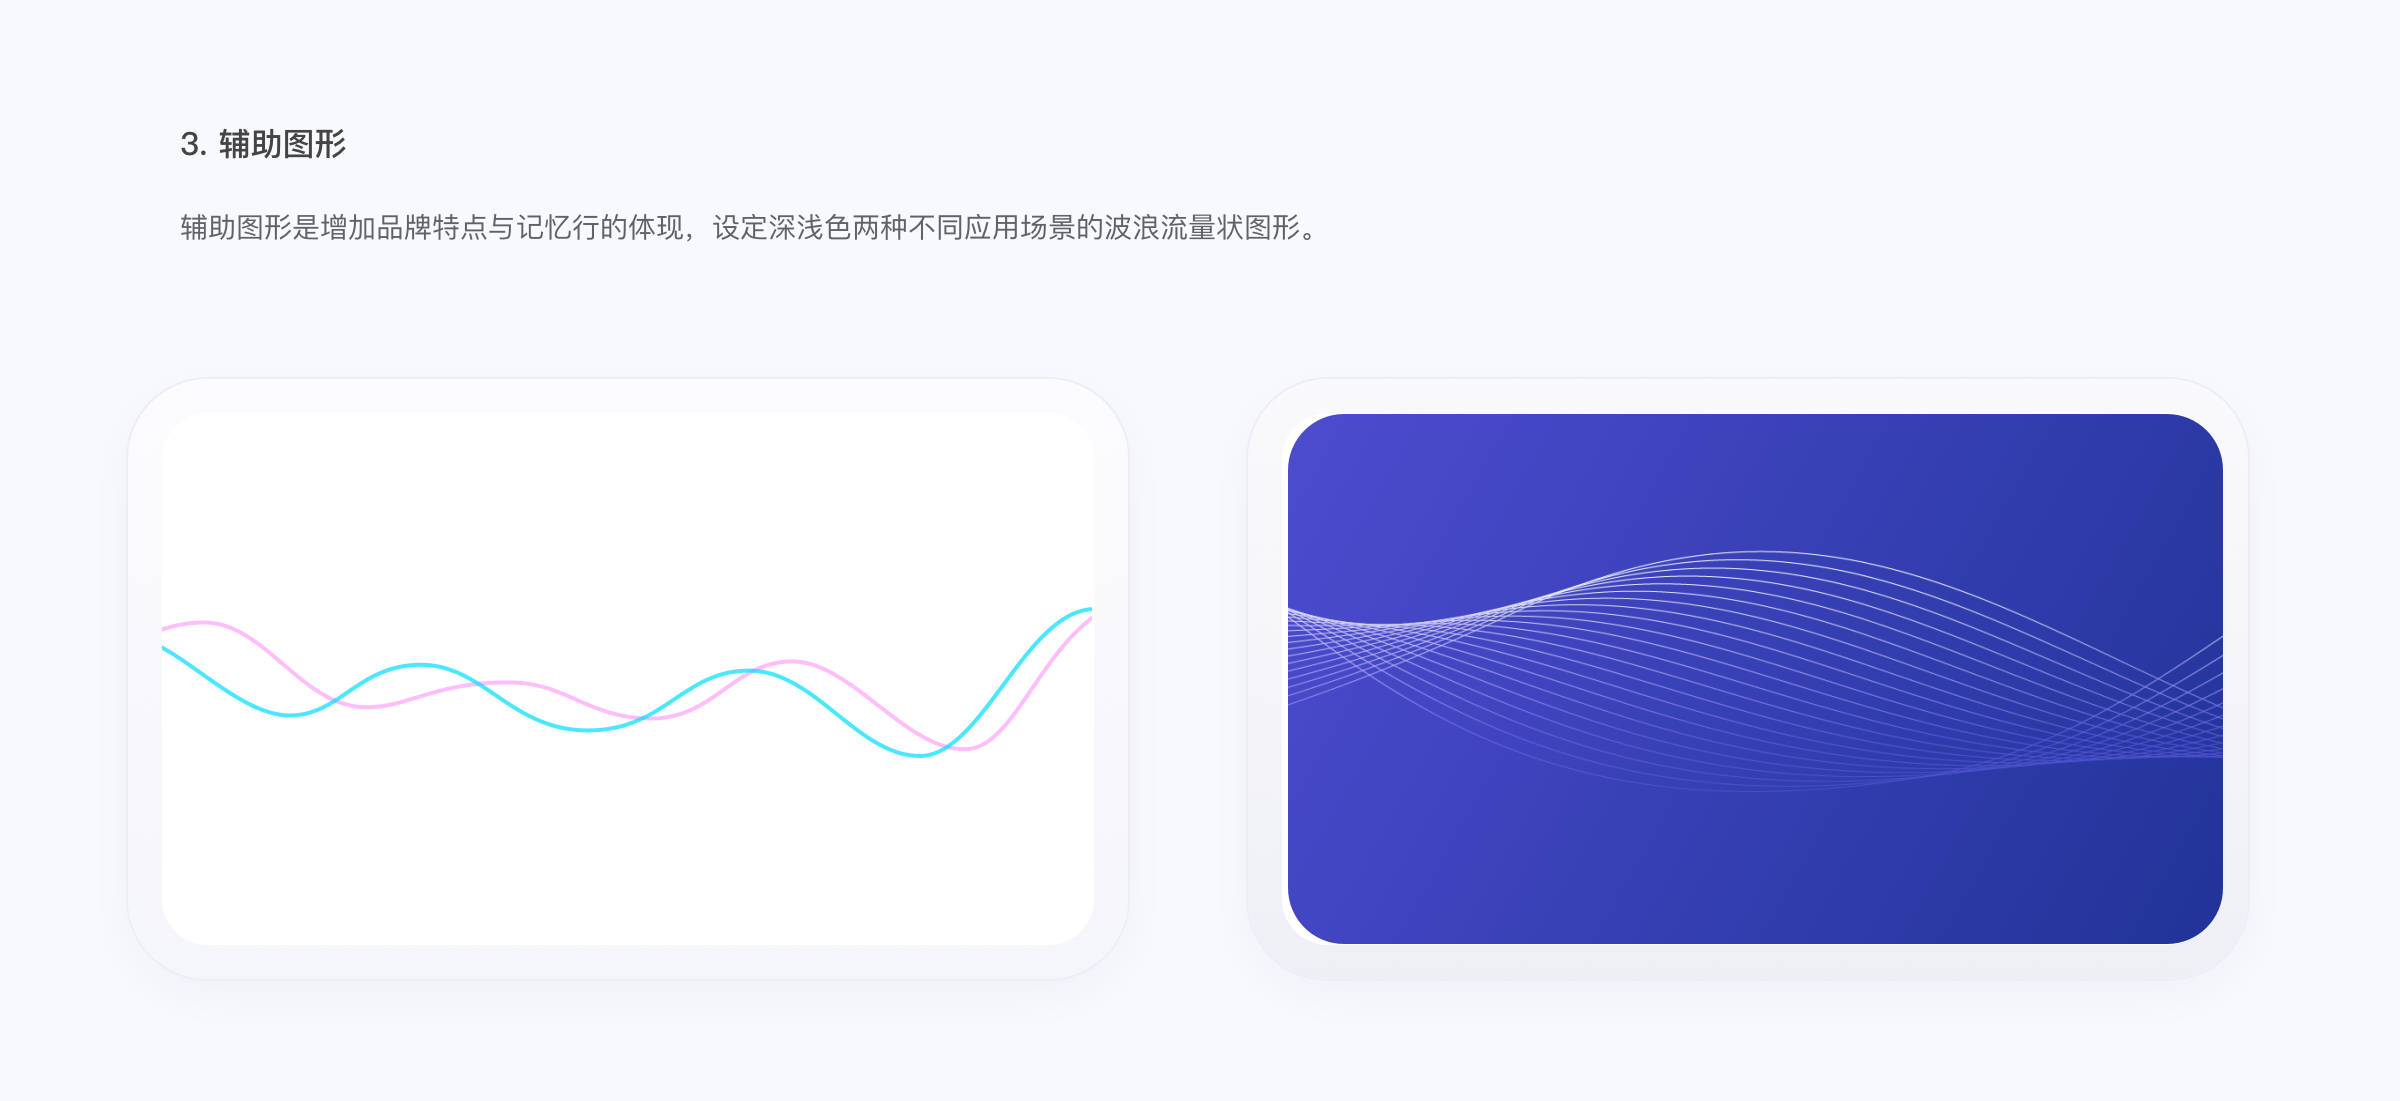 3. 辅助图形
辅助图形是增加品牌特点与记忆行的体现，设定深浅色两种不同应用场景的波浪流量状图形。